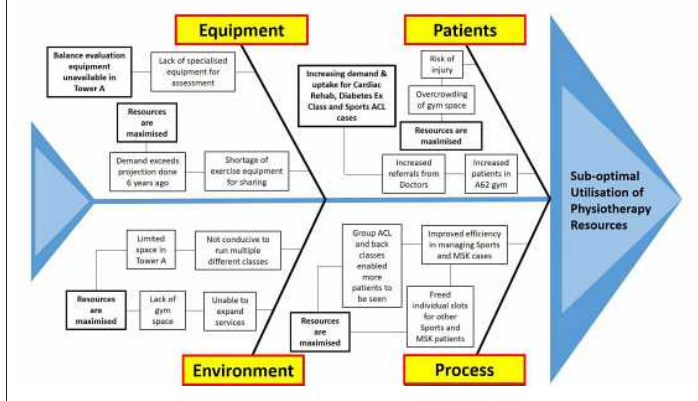 Equipment
Patients
Balance evaluation
equipment
unavailable in
Tower A
Lack of specialised
equipment for
assessment
Resources
are
maximised
Demand exceeds
projection done
6 years ago
Shortage of
exercise equipment
for sharing
Increasing demand &
uptake for Cardiac
Rehab, Diabetes Ex
Class and Sports ACL
cases
Risk of
injury
Overcrowding
of gym space
Resources are
maximised
Increased
referrals from
Doctors
Increased
patients in
A62 gym
Sub-optimal
Utilisation of
Physiotherapy
Resources
Limited
space in
Tower A
Not conducive to
run multiple
different classes
Resources
are
maximised
Lack of
gym
space
Unable to
expand
services
Group ACL
and back
classes
enabled
more
patients to
be seen
Improved efficiency
in managing Sports
and MSK cases
Resources
are
maximised
Freed
individual slots
for other
Sports and
MSK patients
Environment
Process